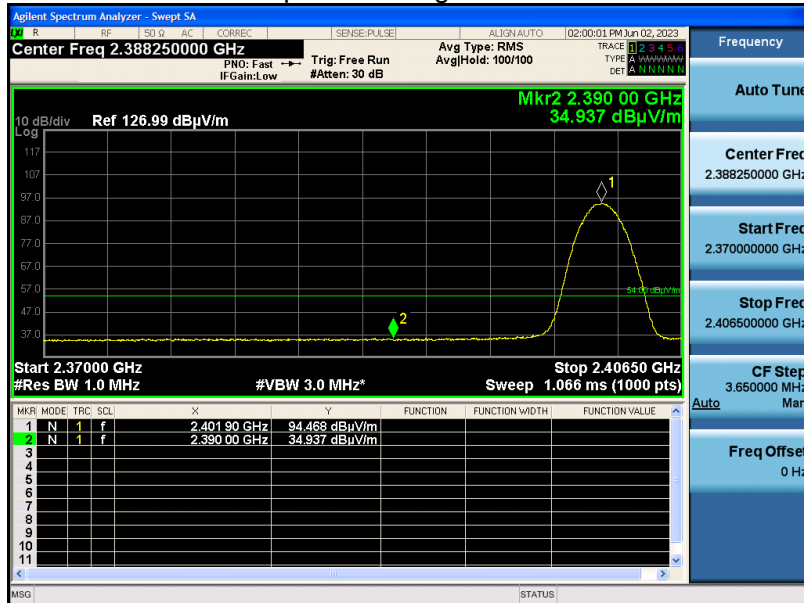 Agilent Spectrum Analyzer - Swept SA
LXI R RF 50 Ω AC CORREC SENSE:PULSE ALIGN AUTO 02:00:01 PM Jun 02, 2023
Center Freq 2.388250000 GHz
PNO: Fast
IFGain:Low
Trig: Free Run
#Atten: 30 dB
Avg Type: RMS
Avg|Hold: 100/100
TRACE 1 2 3 4 5 6
TYPE A WWWWW
DET A N N N N N
Frequency
Mkr2 2.390 00 GHz
34.937 dBµV/m
10 dB/div Ref 126.99 dBµV/m
Log
117
107
97.0
87.0
77.0
67.0
57.0
47.0
37.0
1
54.00 dBµV/m
2
Start 2.37000 GHz Stop 2.40650 GHz
#Res BW 1.0 MHz #VBW 3.0 MHz* Sweep 1.066 ms (1000 pts)
MKR MODE TRC SCL X Y FUNCTION FUNCTION WIDTH FUNCTION VALUE
1 N 1 f 2.401 90 GHz 94.468 dBµV/m
2 N 1 f 2.390 00 GHz 34.937 dBµV/m
3
4
5
6
7
8
9
10
11
MSG STATUS
Auto Tune
Center Freq
2.388250000 GHz
Start Freq
2.370000000 GHz
Stop Freq
2.406500000 GHz
CF Step
3.650000 MHz
Auto Man
Freq Offset
0 Hz